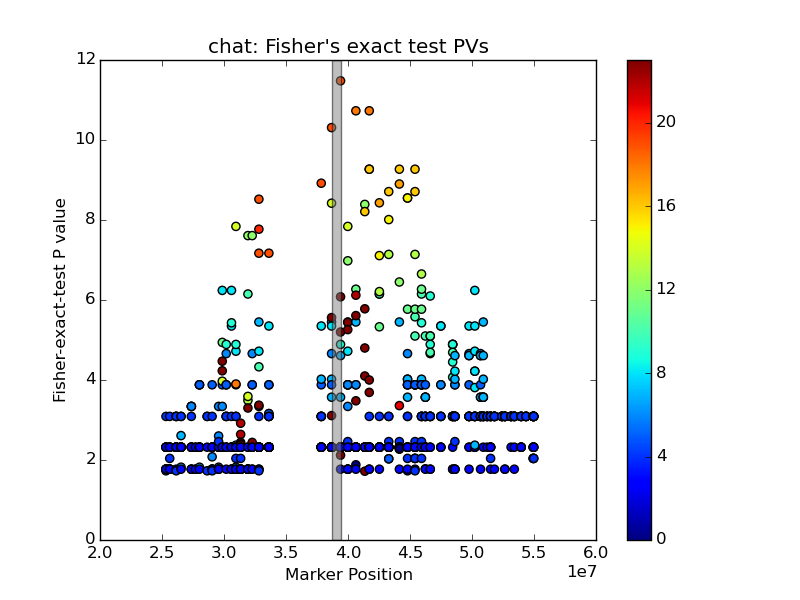 chat: Fisher's exact test PVs
12
10
8
6
4
2
0
Fisher-exact-test P value
2.0 2.5 3.0 3.5 4.0 4.5 5.0 5.5 6.0
1e7
Marker Position
20
16
12
8
4
0